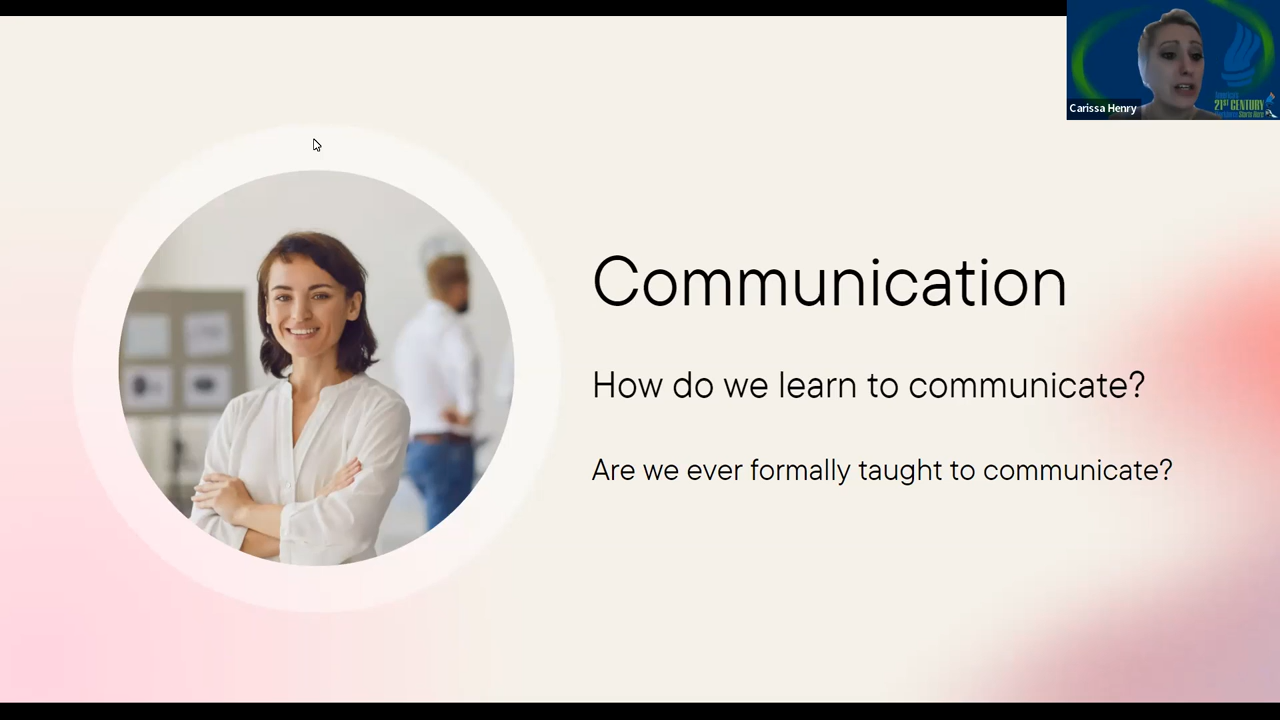 Carissa Henry
21ST CENTURY
Communication
How do we learn to communicate?
Are we ever formally taught to communicate?